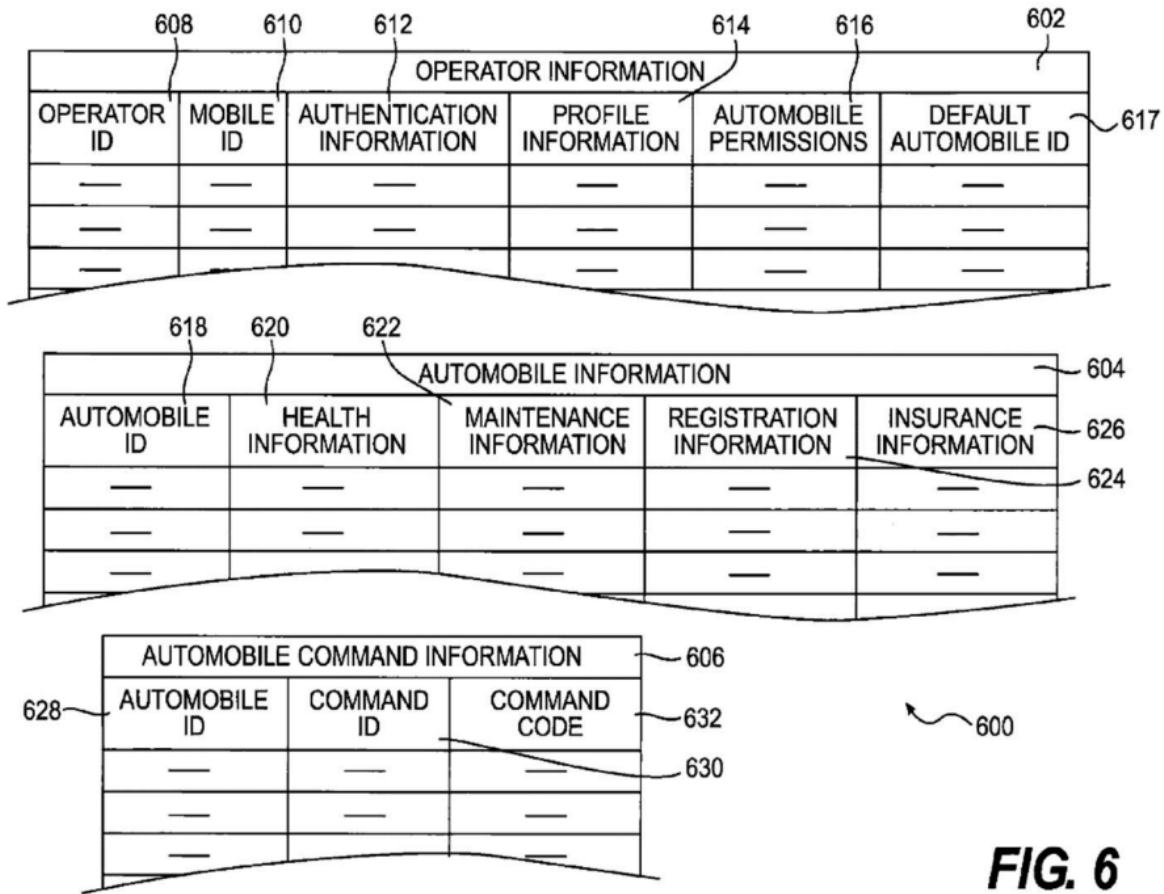 608 610 612 614 616 602
OPERATOR INFORMATION
OPERATOR ID MOBILE ID AUTHENTICATION INFORMATION PROFILE INFORMATION AUTOMOBILE PERMISSIONS DEFAULT AUTOMOBILE ID 617
618 620 622
AUTOMOBILE INFORMATION 604
AUTOMOBILE ID HEALTH INFORMATION MAINTENANCE INFORMATION REGISTRATION INFORMATION INSURANCE INFORMATION 626
624
AUTOMOBILE COMMAND INFORMATION 606
628 AUTOMOBILE ID COMMAND ID COMMAND CODE 632
600
630
FIG. 6